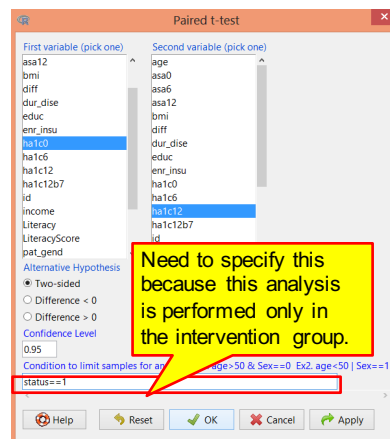 Paired t-test
First variable (pick one)
asa12
bmi
diff
dur_dise
educ
enr_insu
ha1c0
ha1c6
ha1c12
ha1c12b7
id
income
Literacy
LiteracyScore
pat_gend
Second variable (pick one)
age
asa0
asa6
asa12
bmi
diff
dur_dise
educ
enr_insu
ha1c0
ha1c6
ha1c12
ha1c12b7
id
Alternative Hypothesis
Two-sided
Difference < 0
Difference > 0
Confidence Level
0.95
Need to specify this
because this analysis
is performed only in
the intervention group.
Condition to limit samples for an age>50 & Sex==0 Ex2. age<50 | Sex==1
status==1
Help
Reset
OK
Cancel
Apply